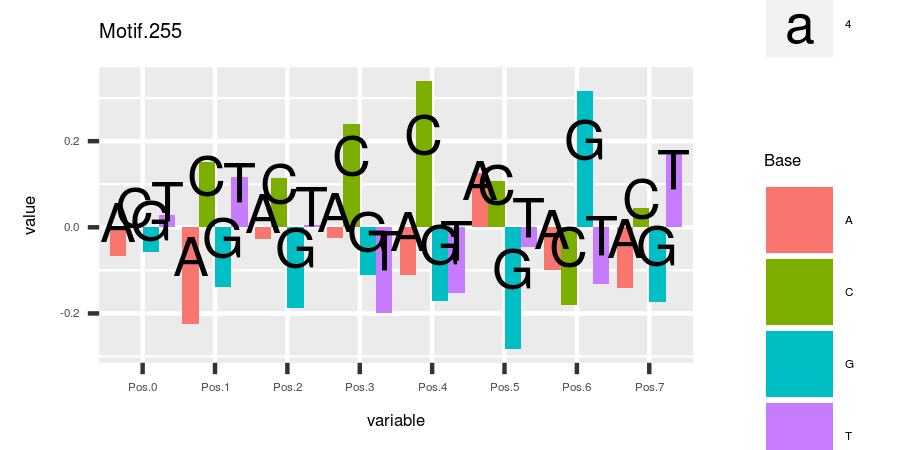 Motif.255
a 4
value
0.2
0.0
-0.2
A C G T A C G T A C G T A C G T A C G T A C G T A C G T A C G T
Pos.0 Pos.1 Pos.2 Pos.3 Pos.4 Pos.5 Pos.6 Pos.7
variable
Base
A
C
G
T